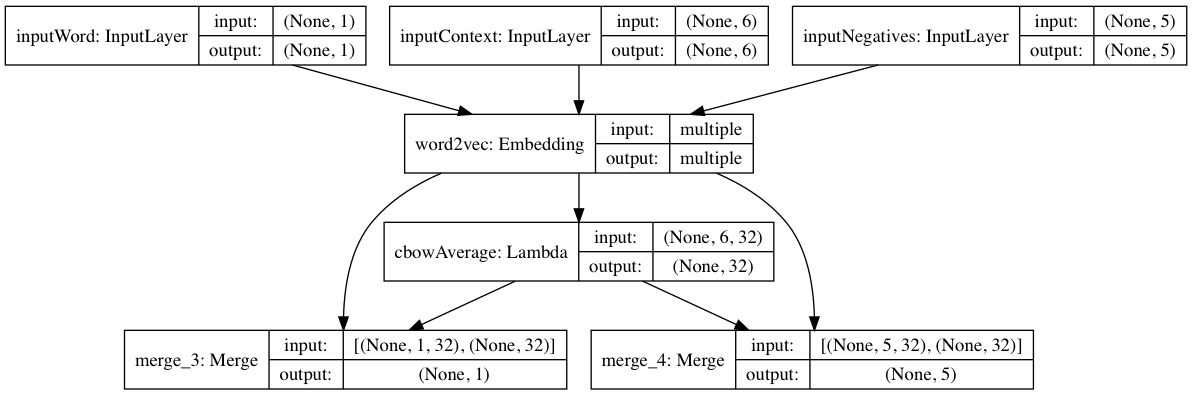 inputWord: InputLayer input: (None, 1) output: (None, 1)
inputContext: InputLayer input: (None, 6) output: (None, 6)
inputNegatives: InputLayer input: (None, 5) output: (None, 5)
word2vec: Embedding input: multiple output: multiple
cbowAverage: Lambda input: (None, 6, 32) output: (None, 32)
merge_3: Merge input: [(None, 1, 32), (None, 32)] output: (None, 1)
merge_4: Merge input: [(None, 5, 32), (None, 32)] output: (None, 5)